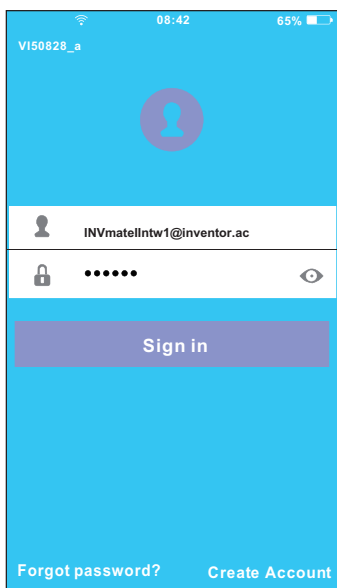 08:42 65%
VI50828_a
INVmatelIntw1@inventor.ac
••••••
Sign in
Forgot password? Create Account